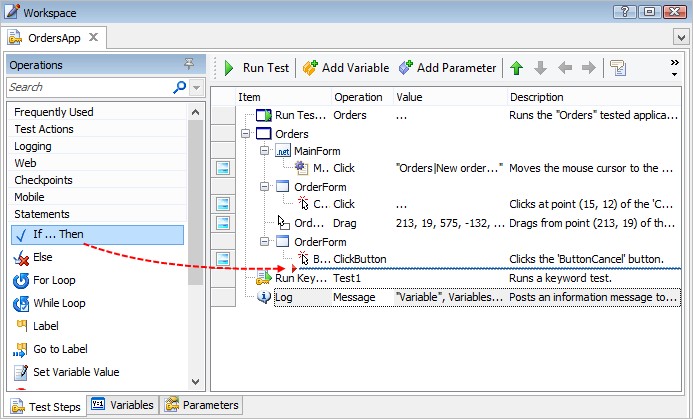 Workspace
OrdersApp
Operations
Search
Frequently Used
Test Actions
Logging
Web
Checkpoints
Mobile
Statements
If ... Then
Else
For Loop
While Loop
Label
Go to Label
Set Variable Value
Run Test Add Variable Add Parameter
Item Operation Value Description
Run Tes... Orders ... Runs the "Orders" tested applica...
Orders
.net MainForm
M... Click "Orders|New order..." Moves the mouse cursor to the ...
OrderForm
C... Click ... Clicks at point (15, 12) of the 'C...
Ord... Drag 213, 19, 575, -132, ... Drags from point (213, 19) of th...
OrderForm
B... ClickButton Clicks the 'ButtonCancel' button.
Run Key... Test1 Runs a keyword test.
Log Message "Variable", Variables... Posts an information message to...
Test Steps Variables Parameters